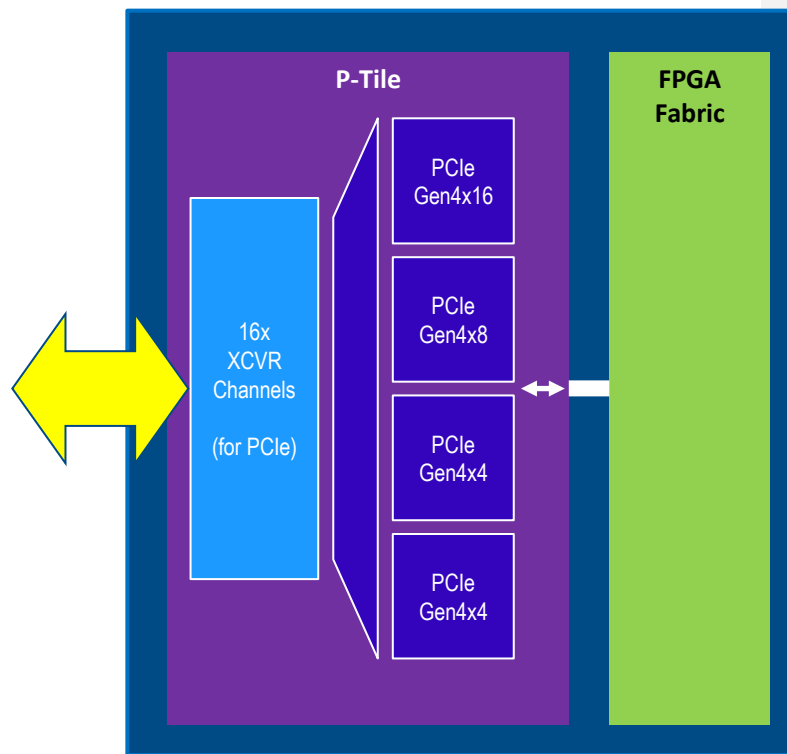 P-Tile
FPGA
Fabric
16x
XCVR
Channels
(for PCIe)
PCIe
Gen4x16
PCIe
Gen4x8
PCIe
Gen4x4
PCIe
Gen4x4